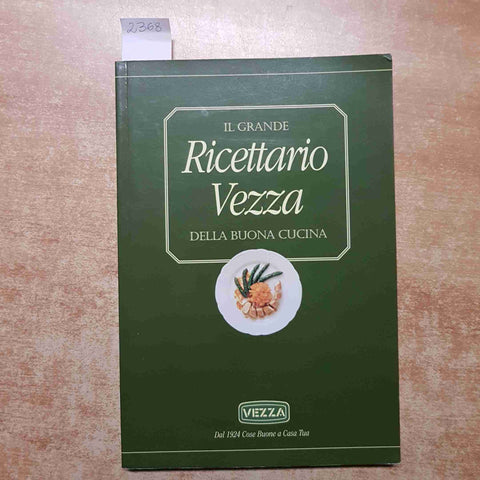 2368
IL GRANDE
Ricettario
Vezza
DELLA BUONA CUCINA
VEZZA
Dal 1924 Cose Buone a Casa Tua